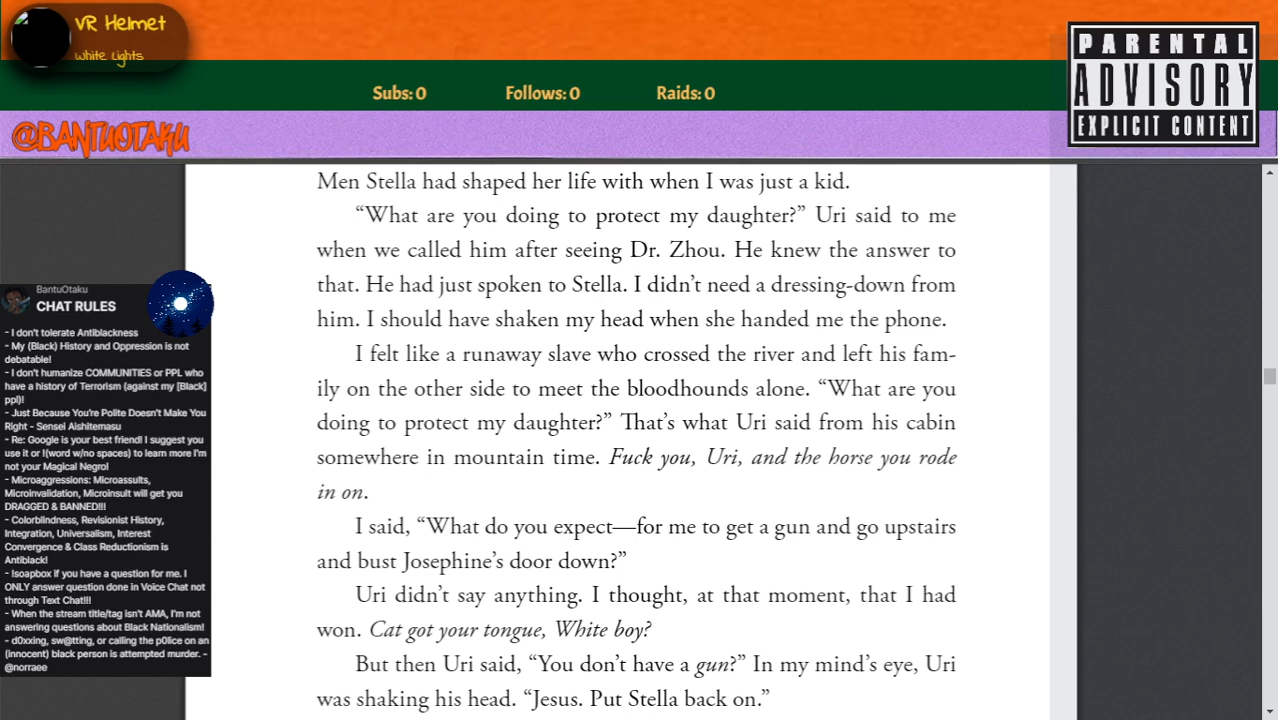 VR Helmet
White Lights
PARENTAL
ADVISORY
EXPLICIT CONTENT
Subs: 0
Follows: 0
Raids: 0
@BANTUOTAKU
Men Stella had shaped her life with when I was just a kid.
“What are you doing to protect my daughter?” Uri said to me
when we called him after seeing Dr. Zhou. He knew the answer to
that. He had just spoken to Stella. I didn’t need a dressing-down from
him. I should have shaken my head when she handed me the phone.
I felt like a runaway slave who crossed the river and left his fam-
ily on the other side to meet the bloodhounds alone. “What are you
doing to protect my daughter?” That’s what Uri said from his cabin
somewhere in mountain time. Fuck you, Uri, and the horse you rode
in on.
I said, “What do you expect—for me to get a gun and go upstairs
and bust Josephine’s door down?”
Uri didn’t say anything. I thought, at that moment, that I had
won. Cat got your tongue, White boy?
But then Uri said, “You don’t have a gun?” In my mind’s eye, Uri
was shaking his head. “Jesus. Put Stella back on.”
BantuOtaku
CHAT RULES
- I don't tolerate Antiblackness
- My (Black) History and Oppression is not
debatable!
- I don't humanize COMMUNITIES or PPL who
have a history of Terrorism (against my [Black]
ppl)!
- Just Because You're Polite Doesn't Make You
Right - Sensei Aishitemasu
- Re: Google is your best friend! I suggest you
use it or !(word w/no spaces) to learn more I'm
not your Magical Negro!
- Microaggressions: Microassults,
Microinvalidation, Microinsult will get you
DRAGGED & BANNED!!!
- Colorblindness, Revisionist History,
Integration, Universalism, Interest
Convergence & Class Reductionism is
Antiblack!
- !soapbox if you have a question for me. I
ONLY answer question done in Voice Chat not
through Text Chat!!!
- When the stream title/tag isn't AMA, I'm not
answering questions about Black Nationalism!
- d0xxing, sw@tting, or calling the p0lice on an
(innocent) black person is attempted murder. -
@norraee